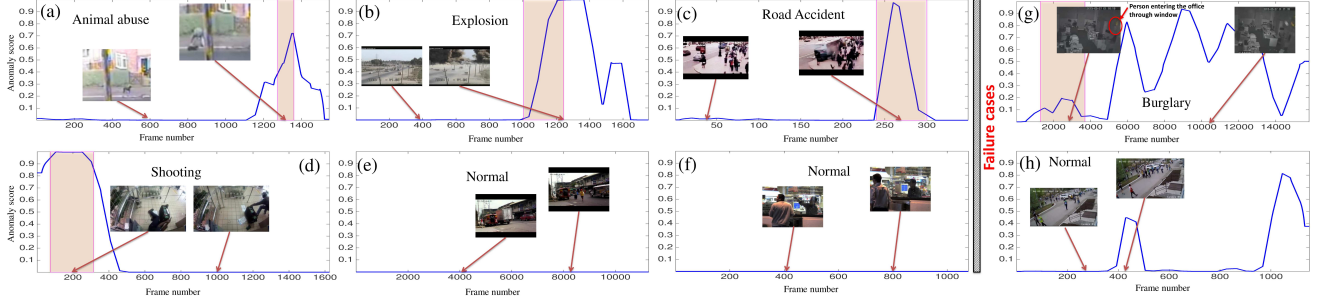 (a) Animal abuse
Anomaly score
0.9
0.8
0.7
0.6
0.5
0.4
0.3
0.2
0.1
200 400 600 800 1000 1200 1400
Frame number
(b) Explosion
0.9
0.8
0.7
0.6
0.5
0.4
0.3
0.2
0.1
200 400 600 800 1000 1200 1400 1600
Frame number
(c) Road Accident
0.9
0.8
0.7
0.6
0.5
0.4
0.3
0.2
0.1
50 100 150 200 250 300
Frame number
Failure cases
(g)
Person entering the office
through window
Burglary
0.9
0.8
0.7
0.6
0.5
0.4
0.3
0.2
0.1
2000 4000 6000 8000 10000 12000 14000
Frame number
Shooting (d)
Anomaly score
0.9
0.8
0.7
0.6
0.5
0.4
0.3
0.2
0.1
200 400 600 800 1000 1200 1400 1600
Frame number
(e)
Normal
0.9
0.8
0.7
0.6
0.5
0.4
0.3
0.2
0.1
2000 4000 6000 8000 10000
Frame number
(f)
Normal
0.9
0.8
0.7
0.6
0.5
0.4
0.3
0.2
0.1
200 400 600 800 1000
Frame number
(h) Normal
0.9
0.8
0.7
0.6
0.5
0.4
0.3
0.2
0.1
200 400 600 800 1000
Frame number